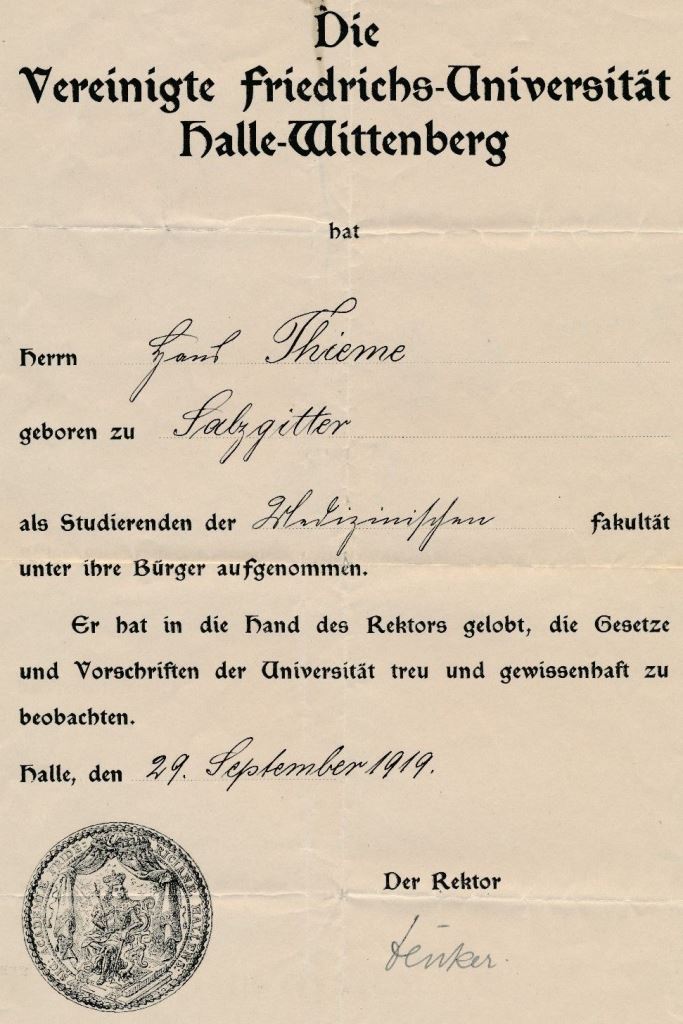 Die
Vereinigte Friedrichs-Universität
Halle-Wittenberg
hat
Herrn Hans Thieme
geboren zu Salzgitter
als Studierenden der Medizinischen Fakultät
unter ihre Bürger aufgenommen.
Er hat in die Hand des Rektors gelobt, die Gesetze
und Vorschriften der Universität treu und gewissenhaft zu
beobachten.
Halle, den 29. September 1919.
Der Rektor